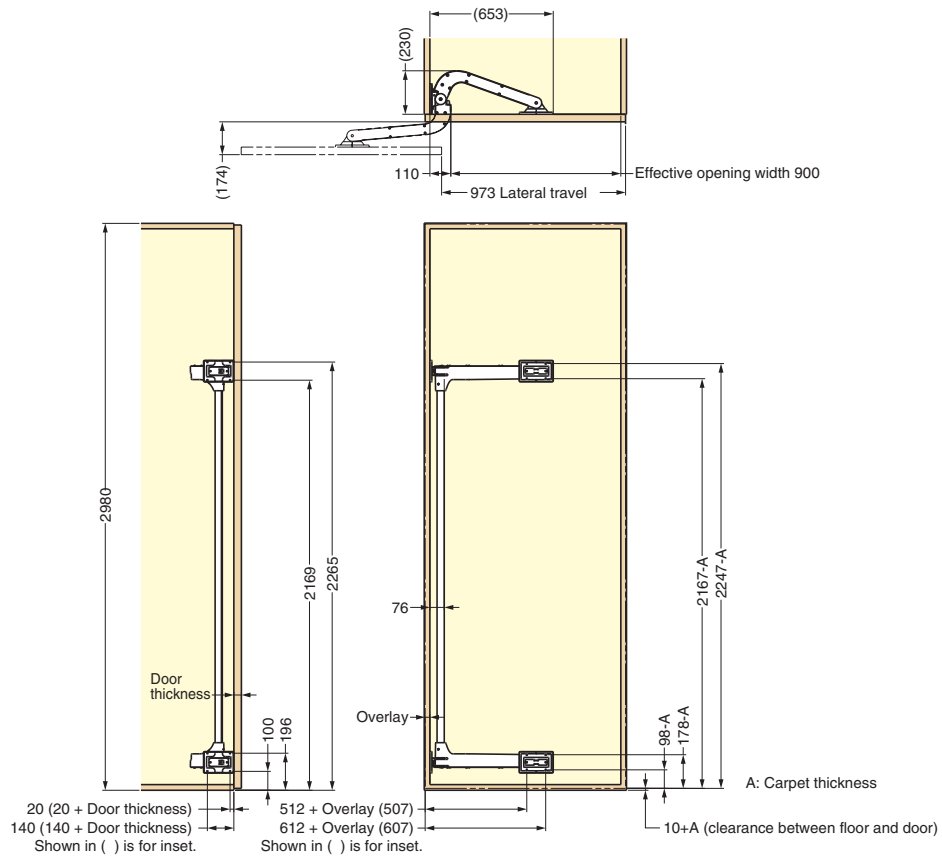 (653)
(230)
(174)
110
Effective opening width 900
973 Lateral travel
2980
2169
2265
2167-A
2247-A
76
Door
thickness
Overlay
100
196
98-A
178-A
A: Carpet thickness
20 (20 + Door thickness)
140 (140 + Door thickness)
Shown in ( ) is for inset.
512 + Overlay (507)
612 + Overlay (607)
Shown in ( ) is for inset.
10+A (clearance between floor and door)